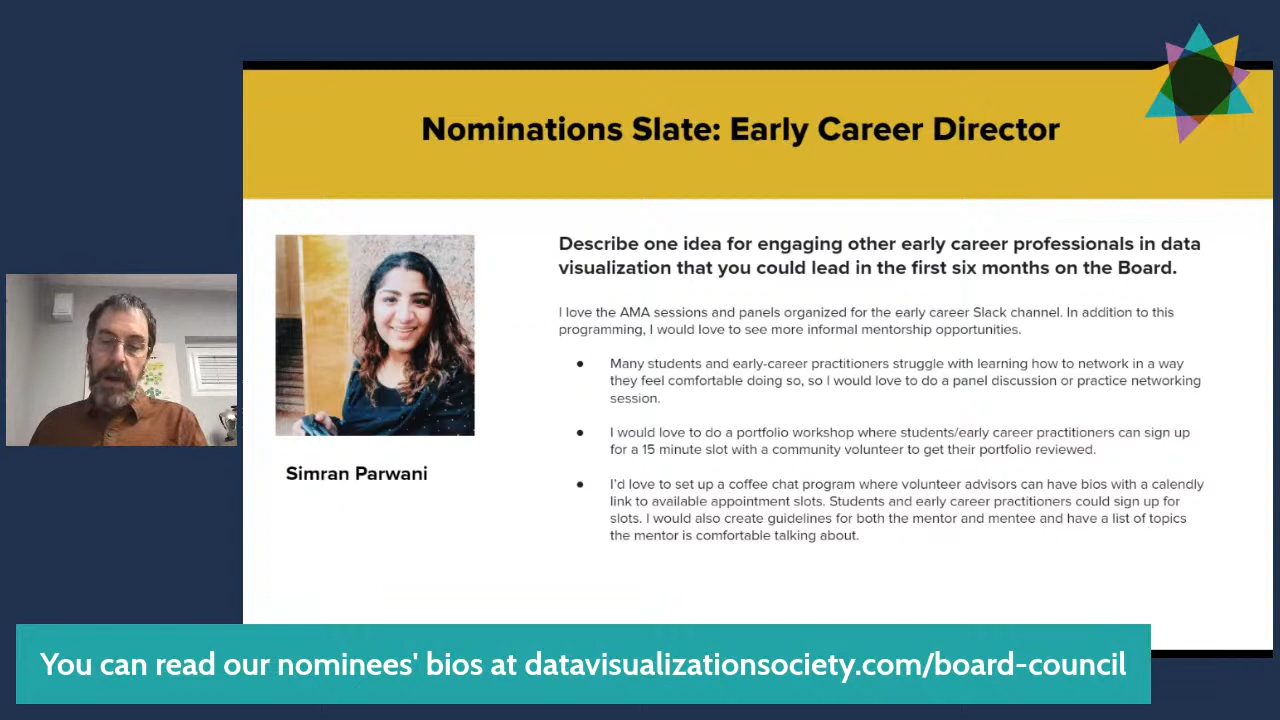 Nominations Slate: Early Career Director
Describe one idea for engaging other early career professionals in data
visualization that you could lead in the first six months on the Board.
I love the AMA sessions and panels organized for the early career Slack channel. In addition to this
programming, I would love to see more informal mentorship opportunities.
● Many students and early-career practitioners struggle with learning how to network in a way
they feel comfortable doing so, so I would love to do a panel discussion or practice networking
session.
● I would love to do a portfolio workshop where students/early career practitioners can sign up
for a 15 minute slot with a community volunteer to get their portfolio reviewed.
● I'd love to set up a coffee chat program where volunteer advisors can have bios with a calendly
link to available appointment slots. Students and early career practitioners could sign up for
slots. I would also create guidelines for both the mentor and mentee and have a list of topics
the mentor is comfortable talking about.
Simran Parwani
You can read our nominees' bios at datavisualizationsociety.com/board-council